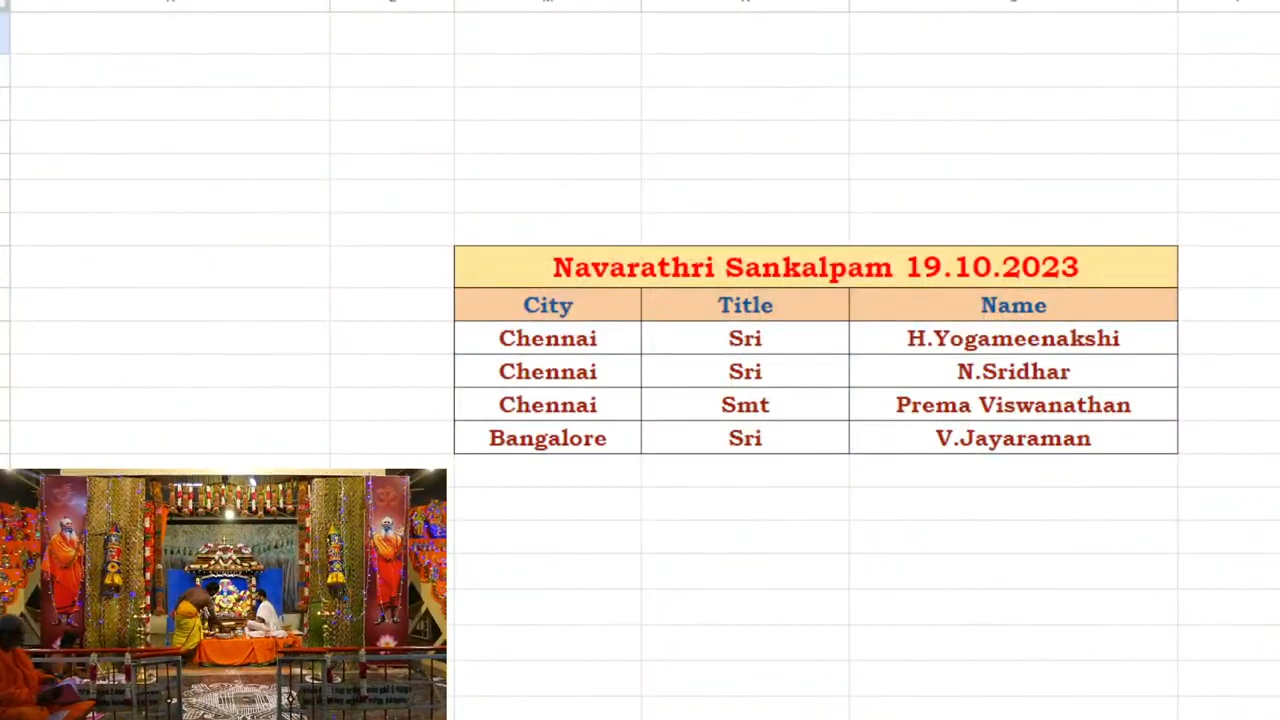 Navarathri Sankalpam 19.10.2023
City Title Name
Chennai Sri H.Yogameenakshi
Chennai Sri N.Sridhar
Chennai Smt Prema Viswanathan
Bangalore Sri V.Jayaraman